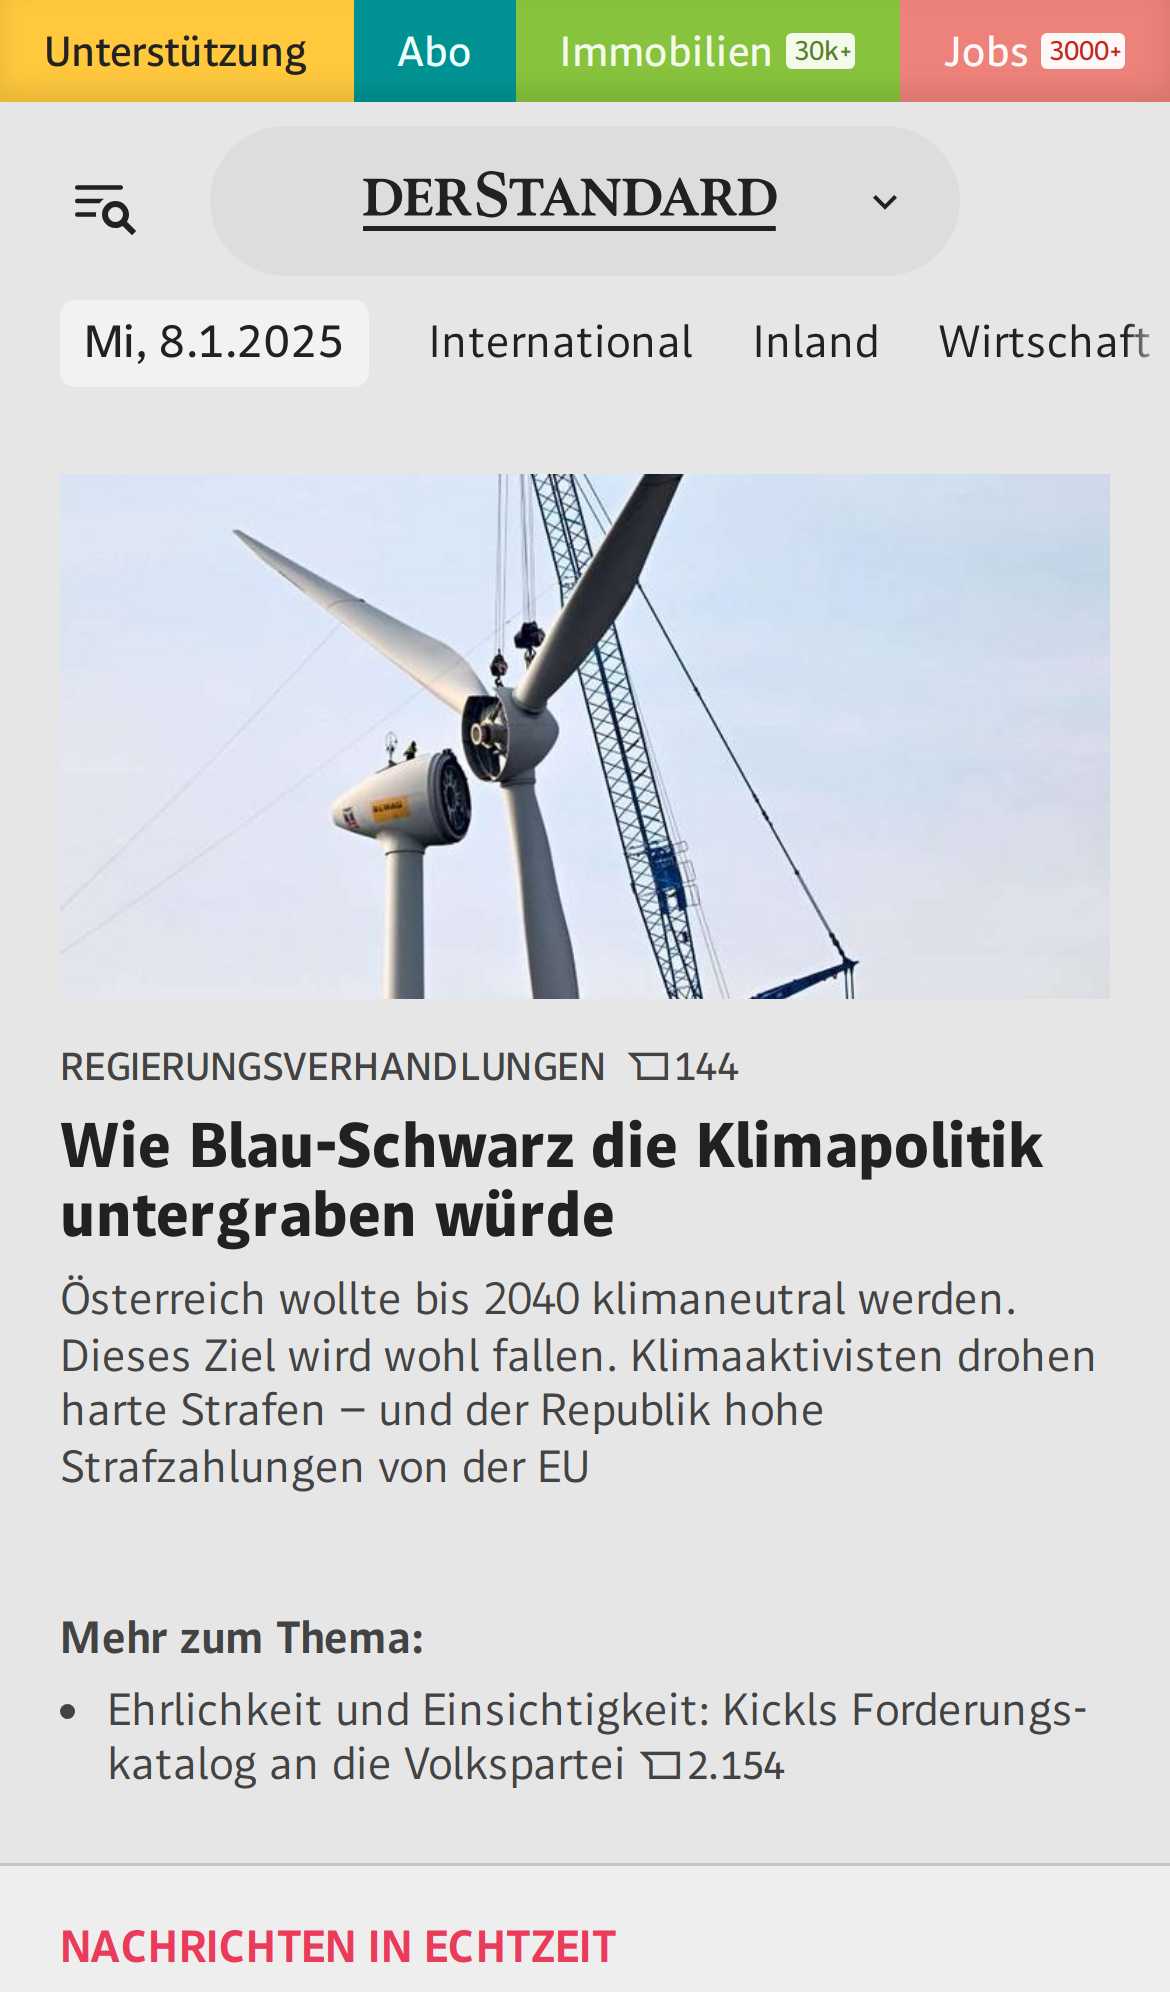 Unterstützung
Abo
Immobilien 30k+
Jobs 3000+
DERSTANDARD
Mi, 8.1.2025
International
Inland
Wirtschaft
REGIERUNGSVERHANDLUNGEN 144
Wie Blau-Schwarz die Klimapolitik
untergraben würde
Österreich wollte bis 2040 klimaneutral werden.
Dieses Ziel wird wohl fallen. Klimaaktivisten drohen
harte Strafen – und der Republik hohe
Strafzahlungen von der EU
Mehr zum Thema:
• Ehrlichkeit und Einsichtigkeit: Kickls Forderungs-
katalog an die Volkspartei 2.154
NACHRICHTEN IN ECHTZEIT